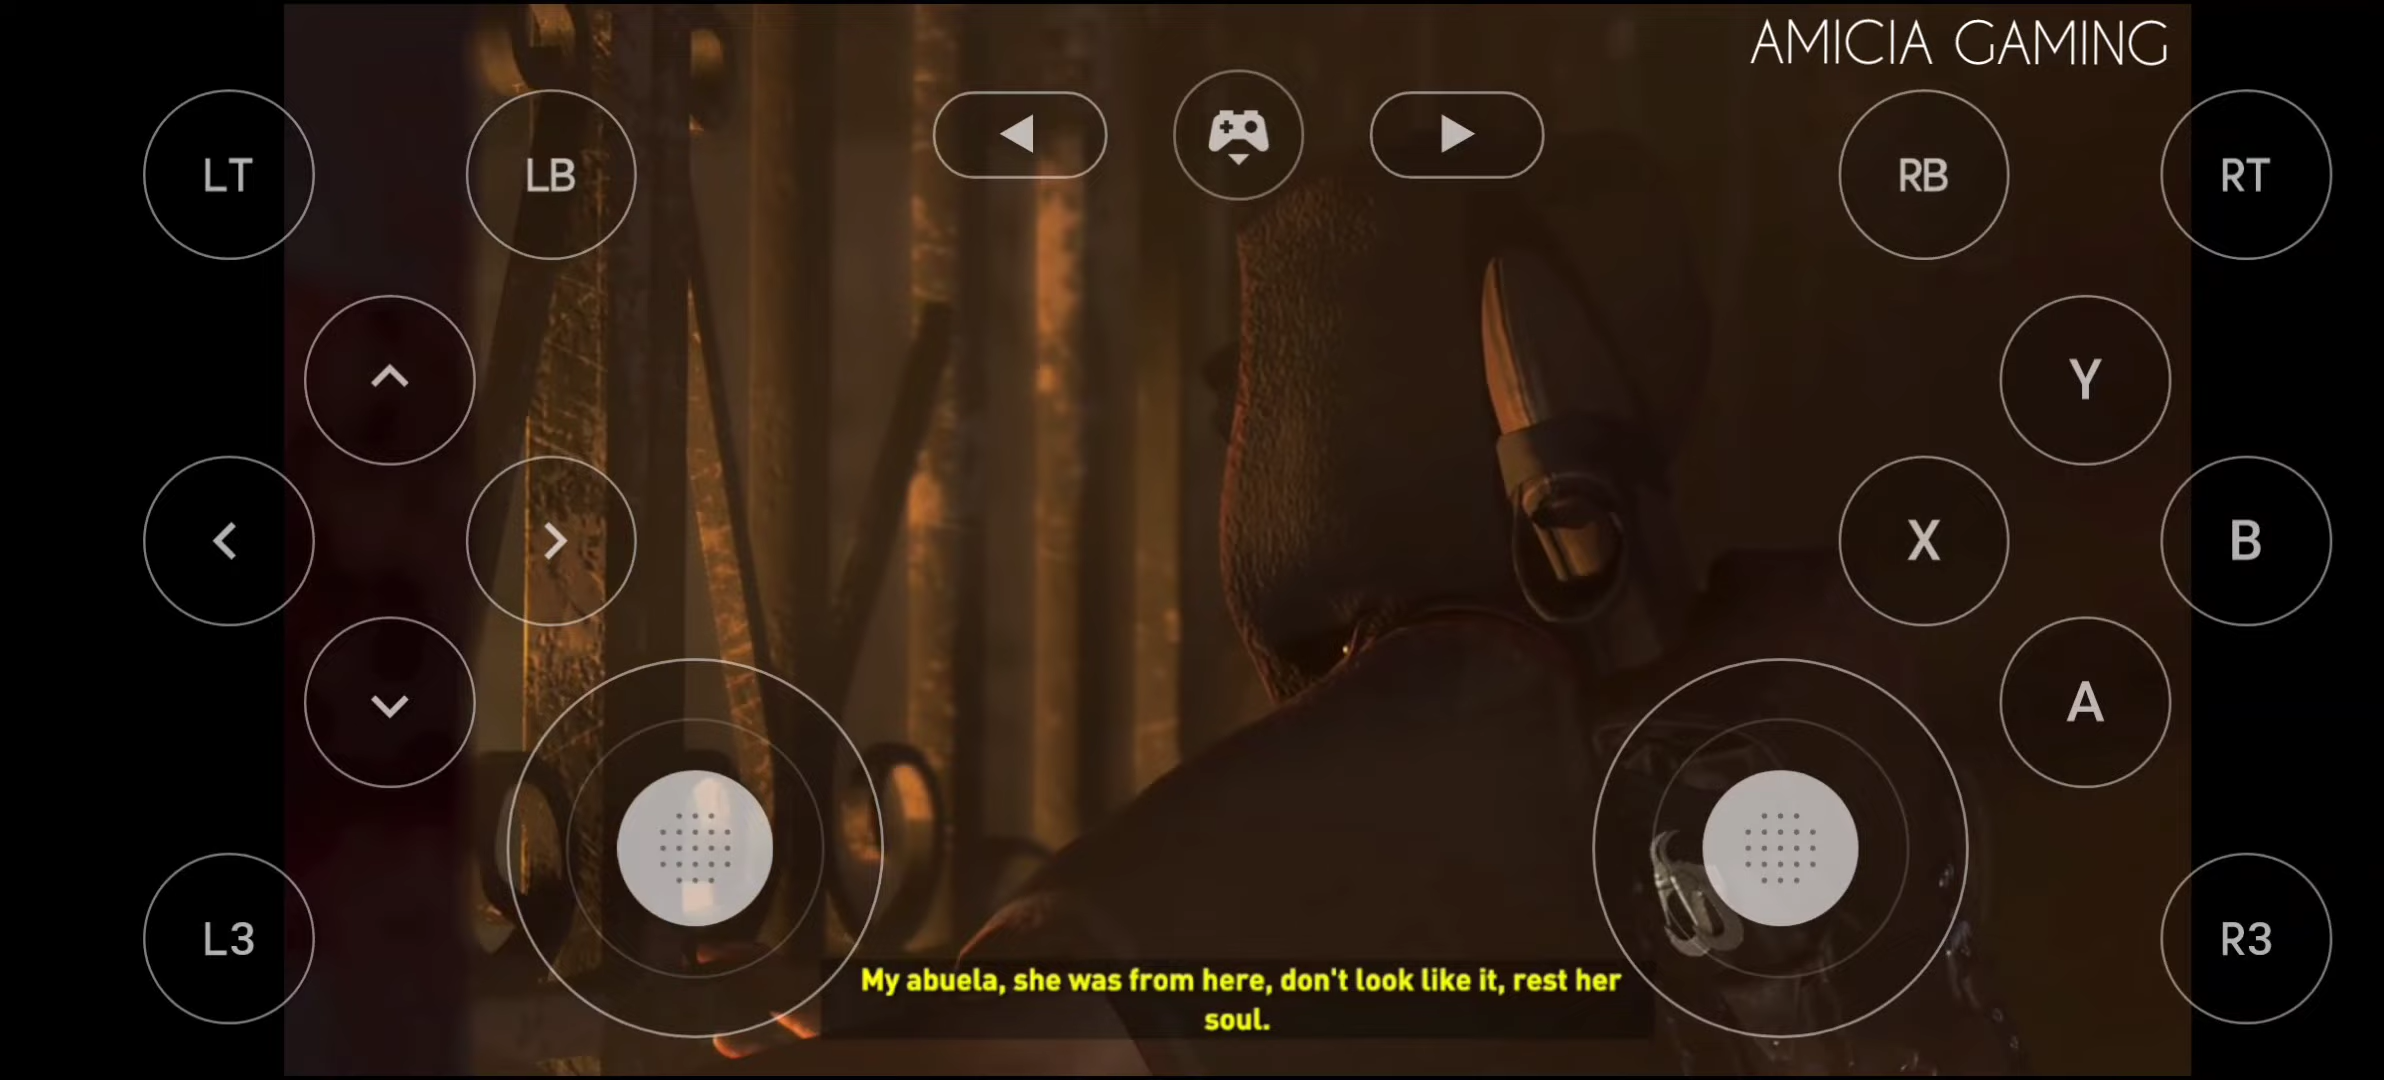 AMICIA GAMING
LT
LB
RB
RT
Y
X
B
A
L3
R3
My abuela, she was from here, don't look like it, rest her
soul.